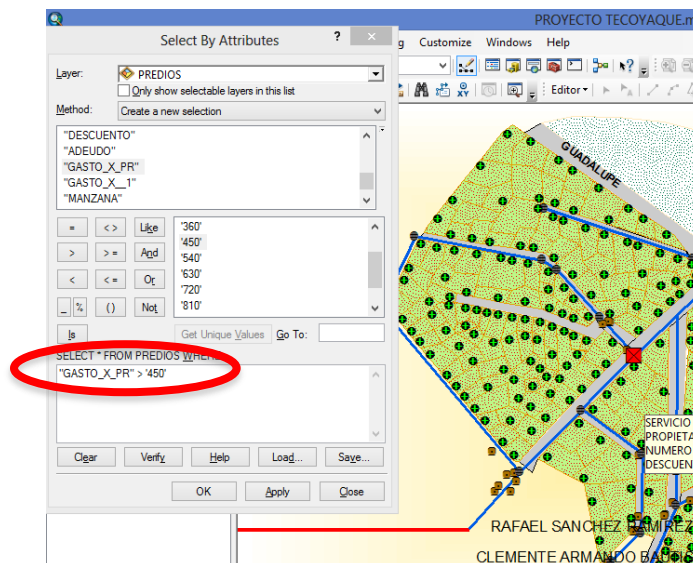 PROYECTO TECOYAQUE.m
Select By Attributes
?
Customize Windows Help
Layer:
PREDIOS
Only show selectable layers in this list
Method:
Create a new selection
Editor
"DESCUENTO"
"ADEUDO"
"GASTO_X_PR"
"GASTO_X__1"
"MANZANA"
= < > Like
> > = And
< < = Or
_ % ( ) Not
Is
'360'
'450'
'540'
'630'
'720'
'810'
Get Unique Values Go To:
SELECT * FROM PREDIOS WHERE
"GASTO_X_PR" > '450'
Clear Verify Help Load... Save...
OK Apply Close
GUADALUPE
SERVICIO
PROPIETA
NUMERO
DESCUEN
RAFAEL SANCHEZ RAMIREZ
CLEMENTE ARMANDO